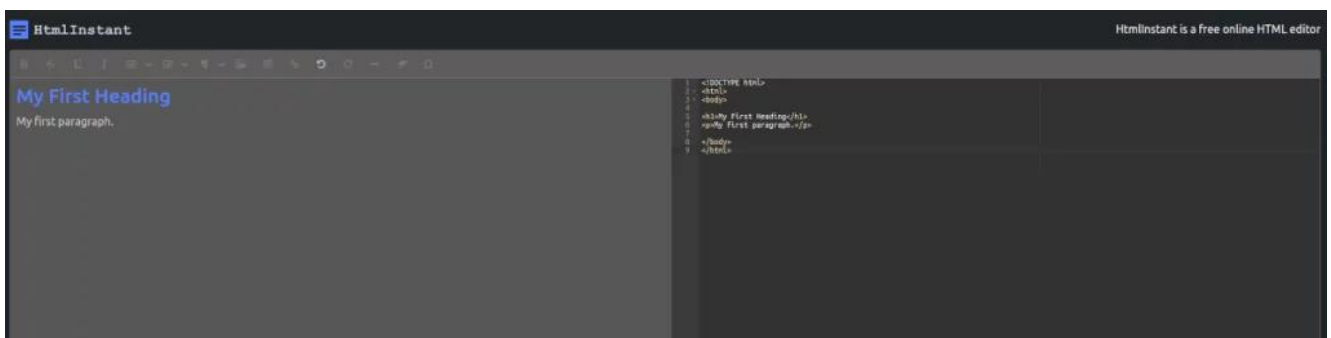 HtmlInstant
HtmlInstant is a free online HTML editor
My First Heading
My first paragraph.
1 <!DOCTYPE html>
2 <html>
3 <body>
4
5 <h1>My First Heading</h1>
6 <p>My first paragraph.</p>
7
8 </body>
9 </html>